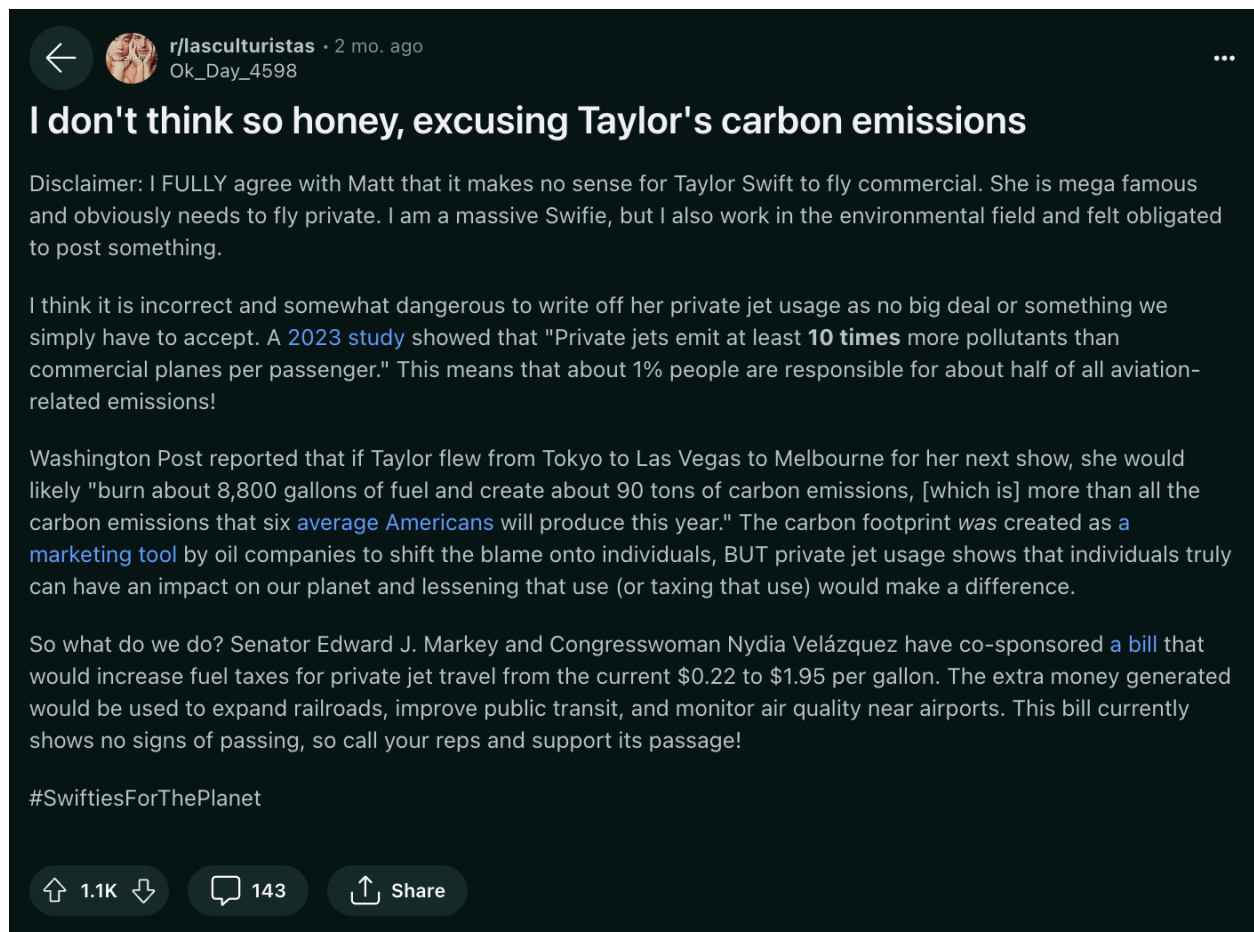 r/lasculturistas • 2 mo. ago
Ok_Day_4598
I don't think so honey, excusing Taylor's carbon emissions
Disclaimer: I FULLY agree with Matt that it makes no sense for Taylor Swift to fly commercial. She is mega famous
and obviously needs to fly private. I am a massive Swifie, but I also work in the environmental field and felt obligated
to post something.
I think it is incorrect and somewhat dangerous to write off her private jet usage as no big deal or something we
simply have to accept. A 2023 study showed that "Private jets emit at least 10 times more pollutants than
commercial planes per passenger." This means that about 1% people are responsible for about half of all aviation-
related emissions!
Washington Post reported that if Taylor flew from Tokyo to Las Vegas to Melbourne for her next show, she would
likely "burn about 8,800 gallons of fuel and create about 90 tons of carbon emissions, [which is] more than all the
carbon emissions that six average Americans will produce this year." The carbon footprint was created as a
marketing tool by oil companies to shift the blame onto individuals, BUT private jet usage shows that individuals truly
can have an impact on our planet and lessening that use (or taxing that use) would make a difference.
So what do we do? Senator Edward J. Markey and Congresswoman Nydia Velázquez have co-sponsored a bill that
would increase fuel taxes for private jet travel from the current $0.22 to $1.95 per gallon. The extra money generated
would be used to expand railroads, improve public transit, and monitor air quality near airports. This bill currently
shows no signs of passing, so call your reps and support its passage!
#SwiftiesForThePlanet
1.1K 143 Share